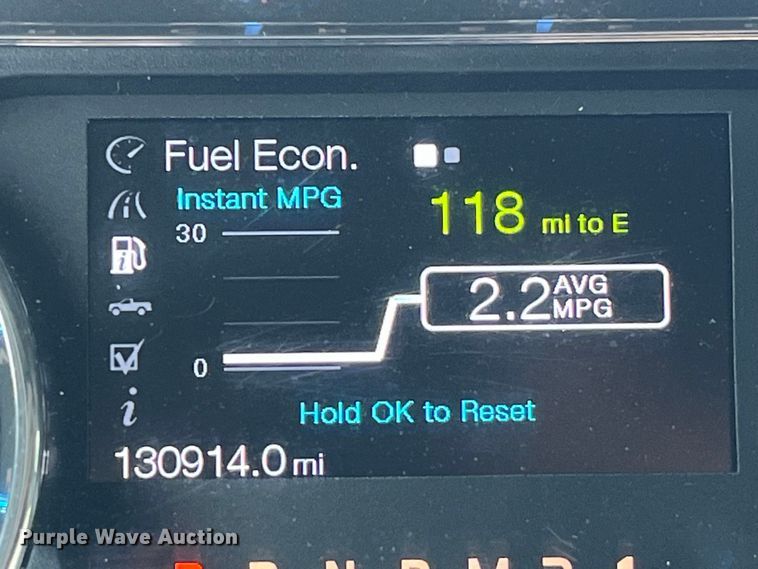 Fuel Econ.
Instant MPG
118 mi to E
30
2.2 AVG MPG
0
Hold OK to Reset
130914.0 mi
Purple Wave Auction